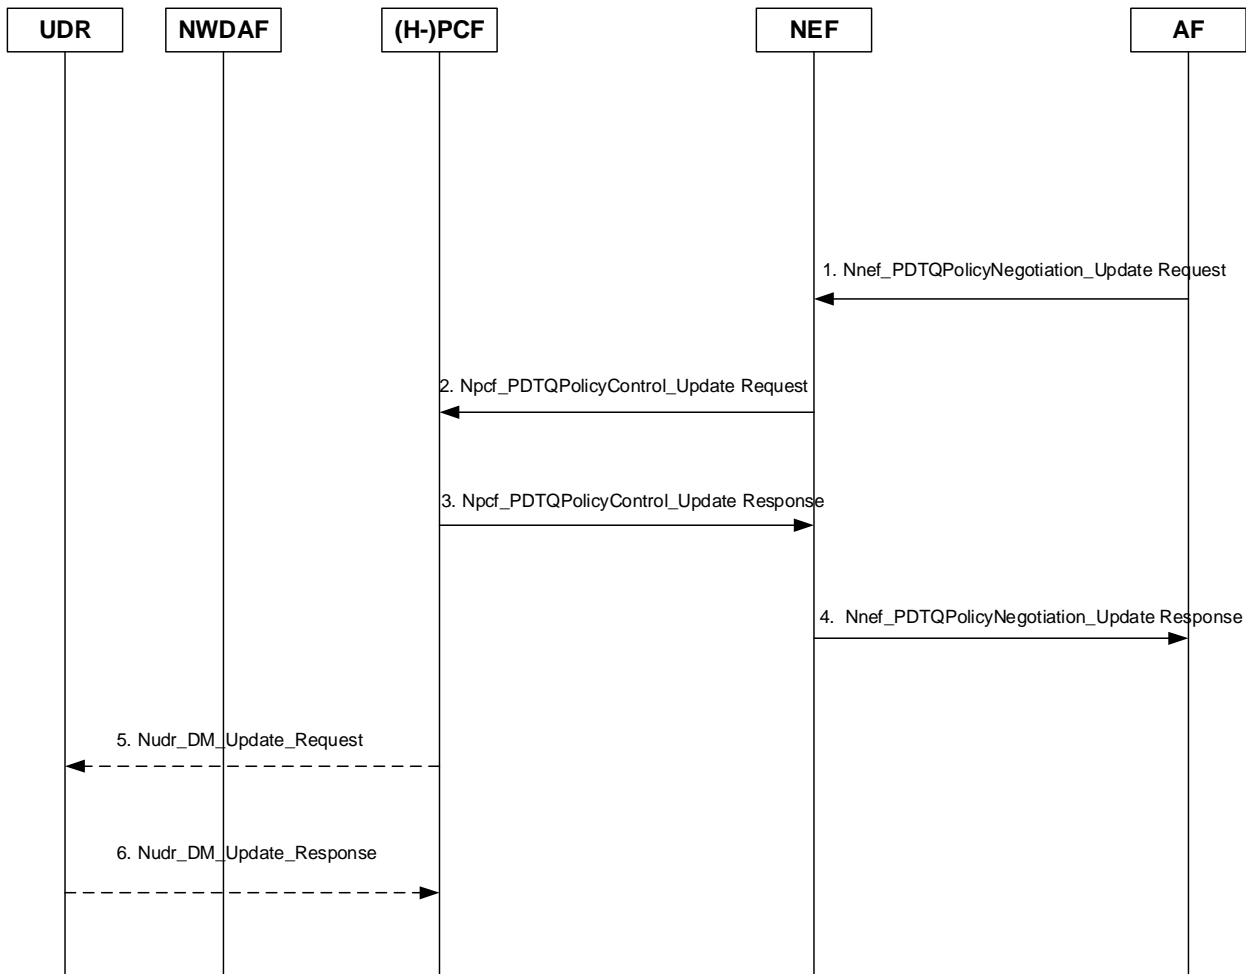 UDR
NWDAF
(H-)PCF
NEF
AF
1. Nnef_PDTQPolicyNegotiation_Update Request
2. Npcf_PDTQPolicyControl_Update Request
3. Npcf_PDTQPolicyControl_Update Response
4. Nnef_PDTQPolicyNegotiation_Update Response
5. Nudr_DM_Update_Request
6. Nudr_DM_Update_Response